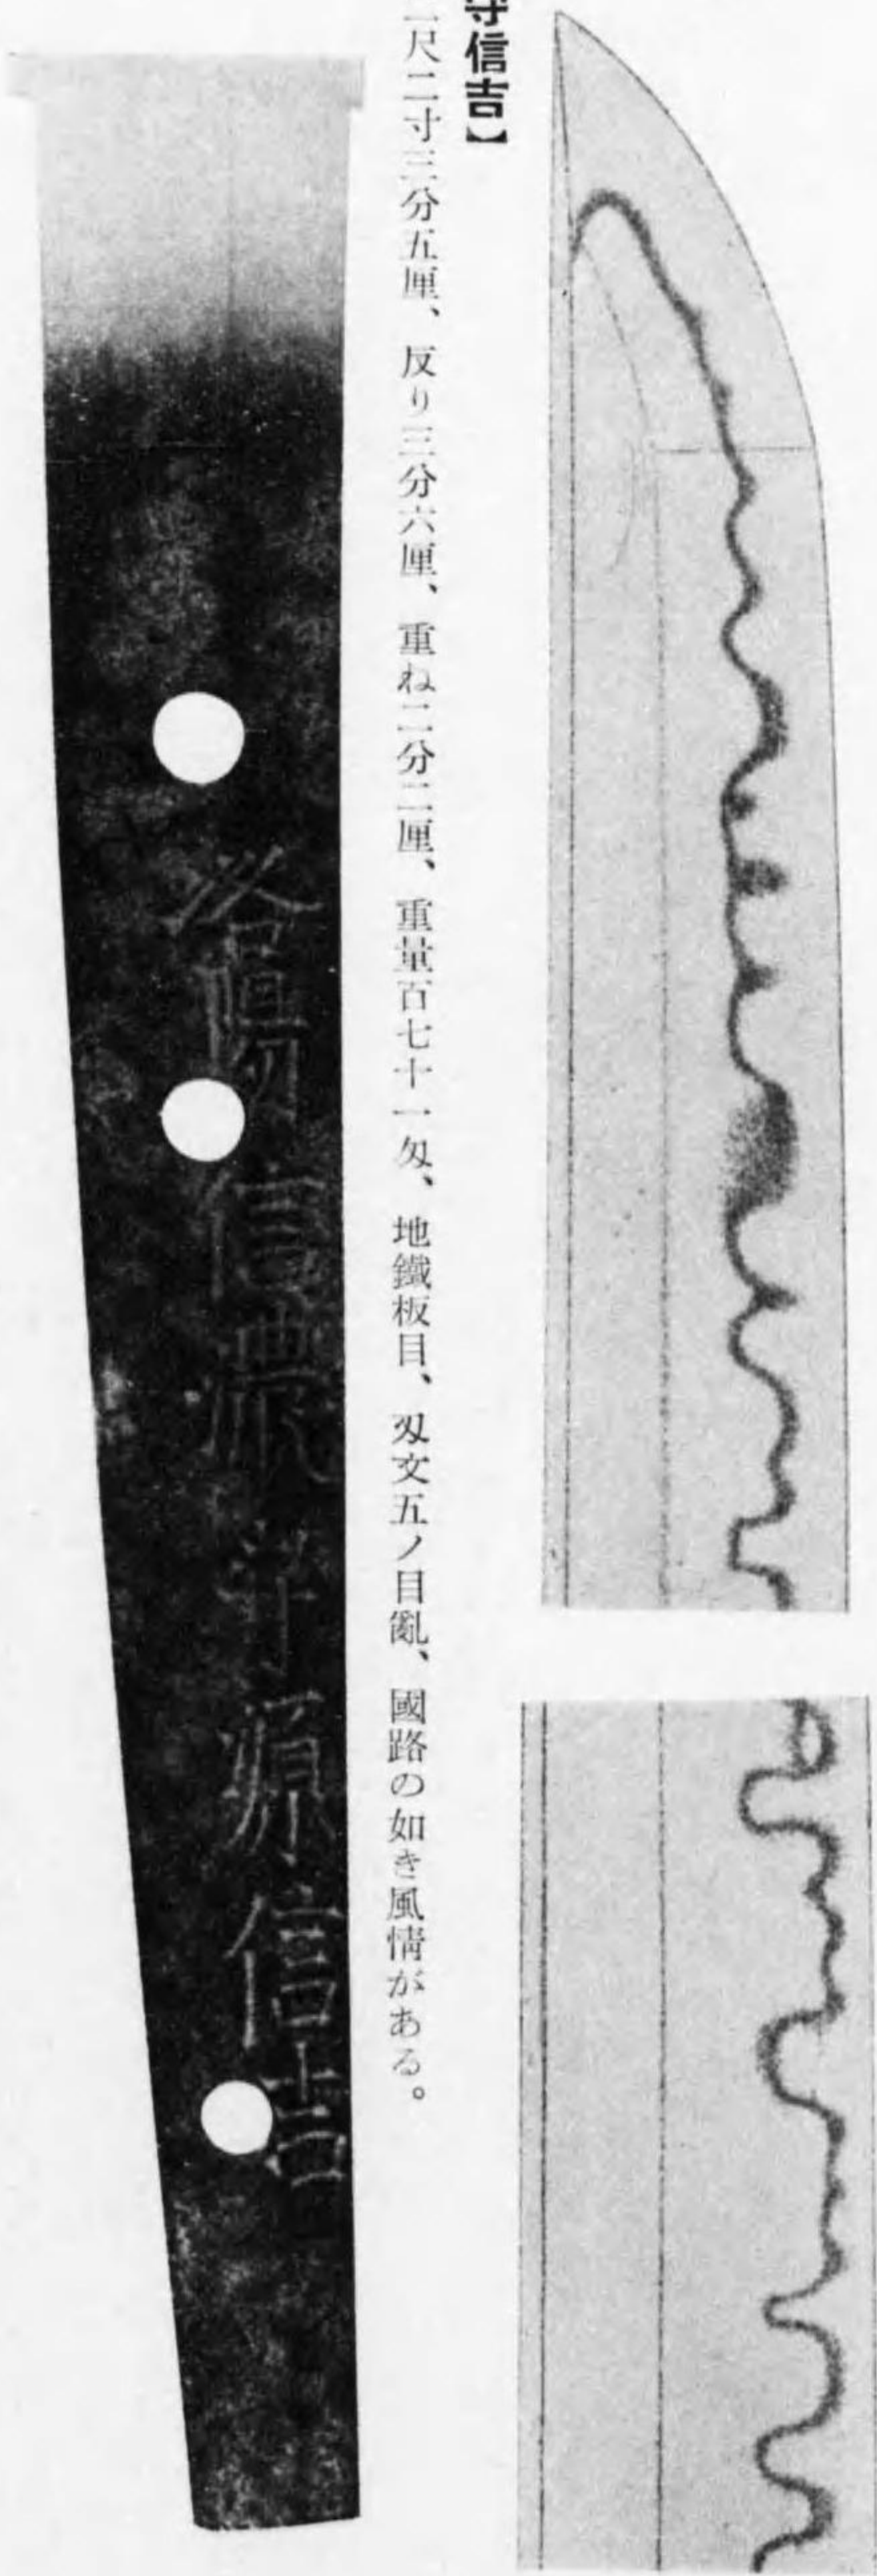 守信吉】
二尺二寸三分五厘、反り三分六厘、重ね二分二厘、重量百七十一匁、地鐵板目、刄文五ノ目亂、國路の如き風情がある。
洛陽信濃守源信吉